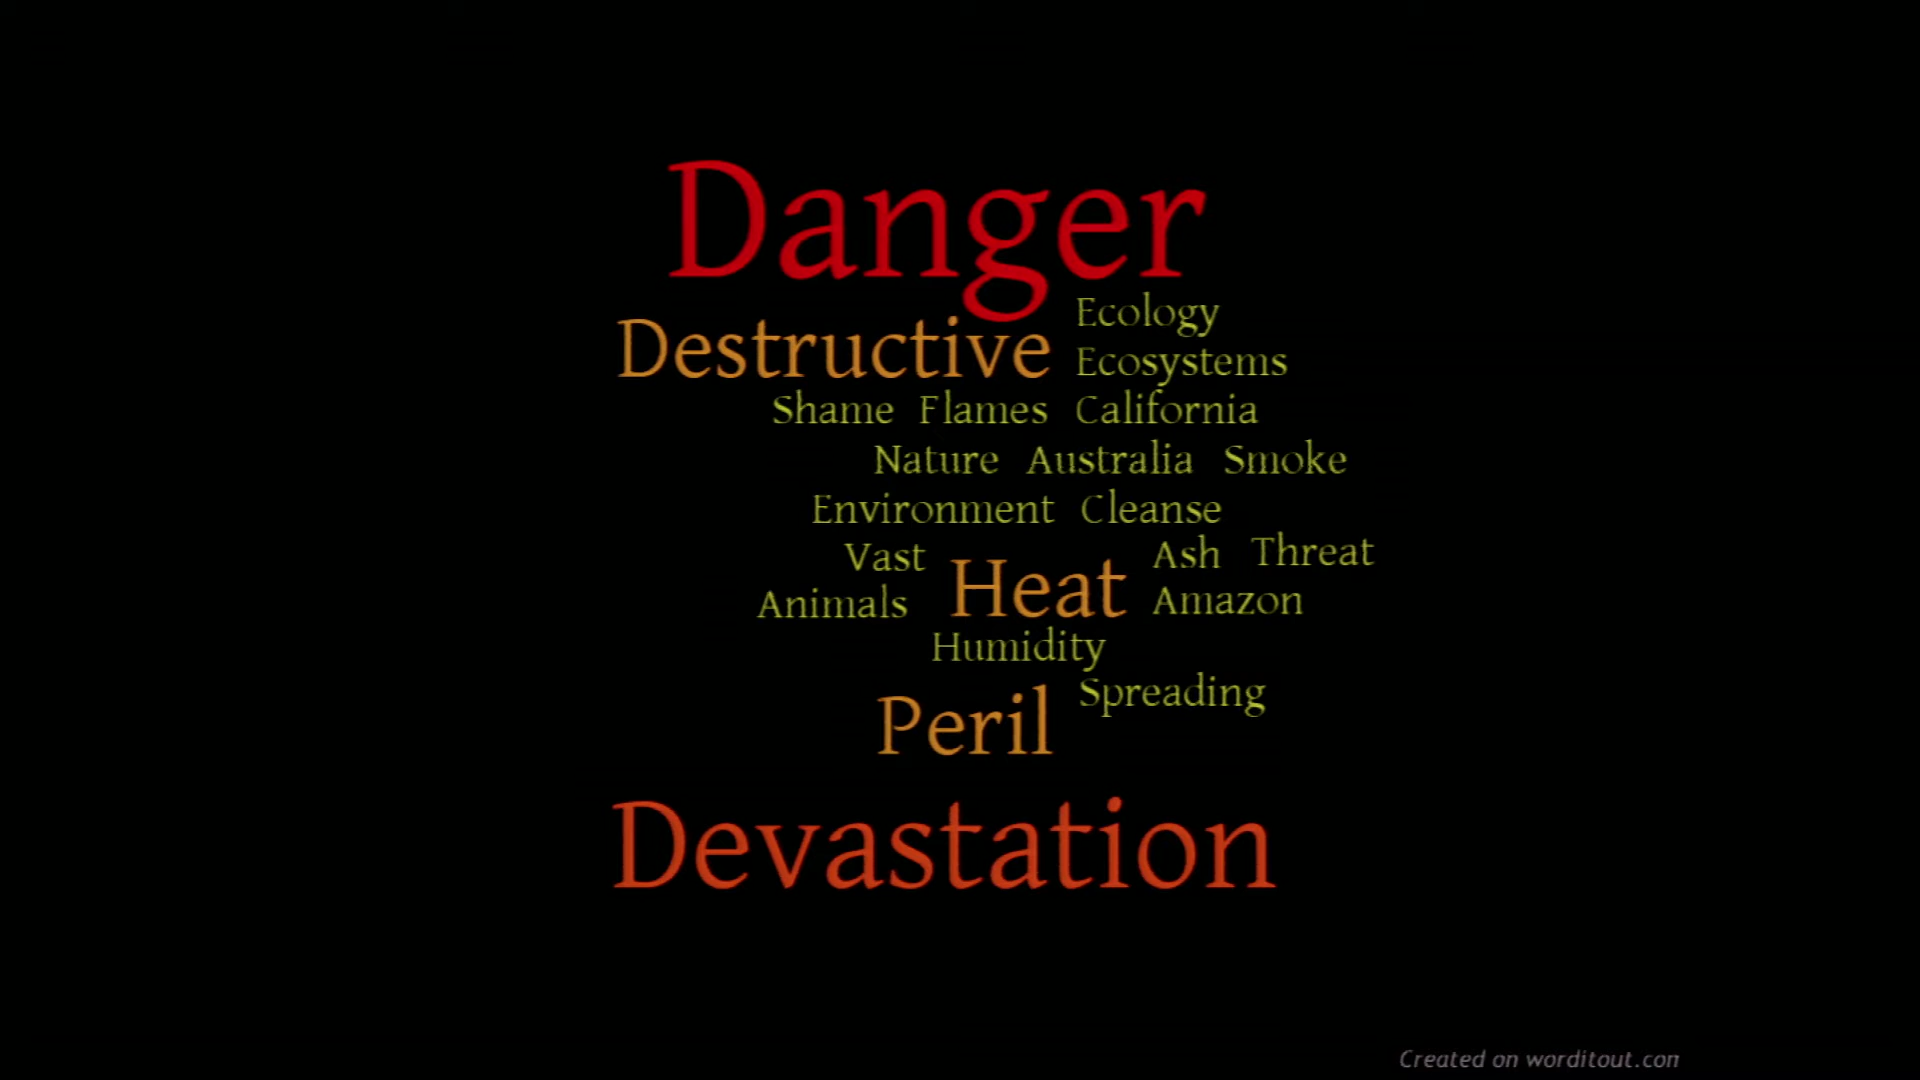 Danger
Destructive Ecology
Ecosystems
Shame Flames California
Nature Australia Smoke
Environment Cleanse
Vast Heat Ash Threat
Animals Amazon
Humidity
Peril Spreading
Devastation
Created on worditout.con